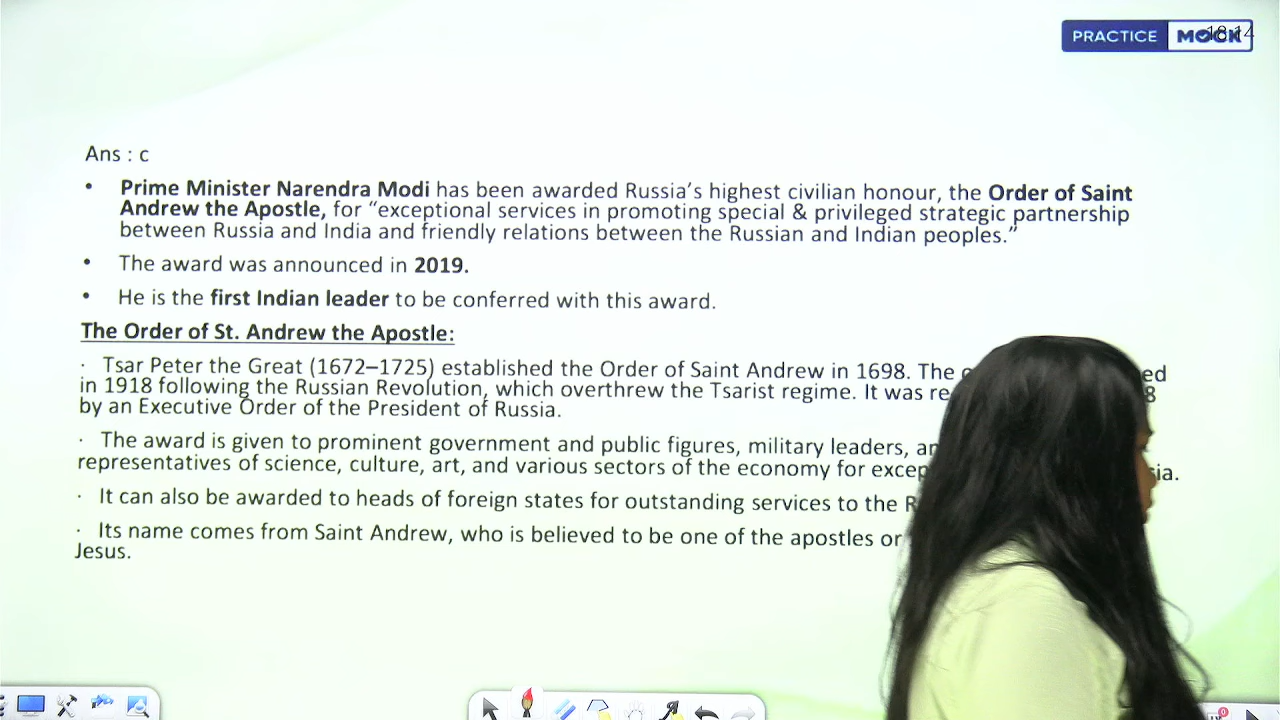 PRACTICE MOCK
18:14
Ans : c
• Prime Minister Narendra Modi has been awarded Russia’s highest civilian honour, the Order of Saint
Andrew the Apostle, for “exceptional services in promoting special & privileged strategic partnership
between Russia and India and friendly relations between the Russian and Indian peoples.”
• The award was announced in 2019.
• He is the first Indian leader to be conferred with this award.
The Order of St. Andrew the Apostle:
· Tsar Peter the Great (1672–1725) established the Order of Saint Andrew in 1698. The
in 1918 following the Russian Revolution, which overthrew the Tsarist regime. It was
by an Executive Order of the President of Russia.
· The award is given to prominent government and public figures, military leaders,
representatives of science, culture, art, and various sectors of the economy for
· It can also be awarded to heads of foreign states for outstanding services to the
· Its name comes from Saint Andrew, who is believed to be one of the apostles or
Jesus.